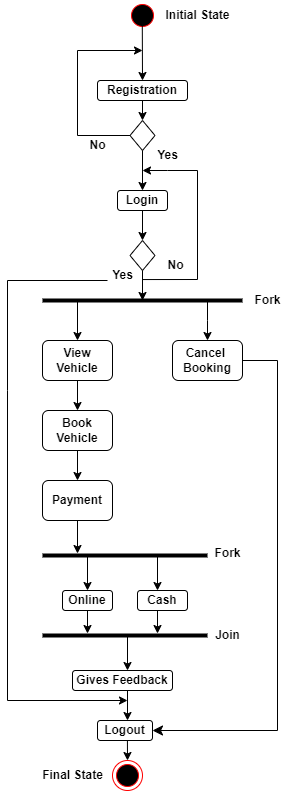 Initial State
Registration
No
Yes
Login
No
Yes
Fork
View
Vehicle
Cancel
Booking
Book
Vehicle
Payment
Fork
Online
Cash
Join
Gives Feedback
Logout
Final State